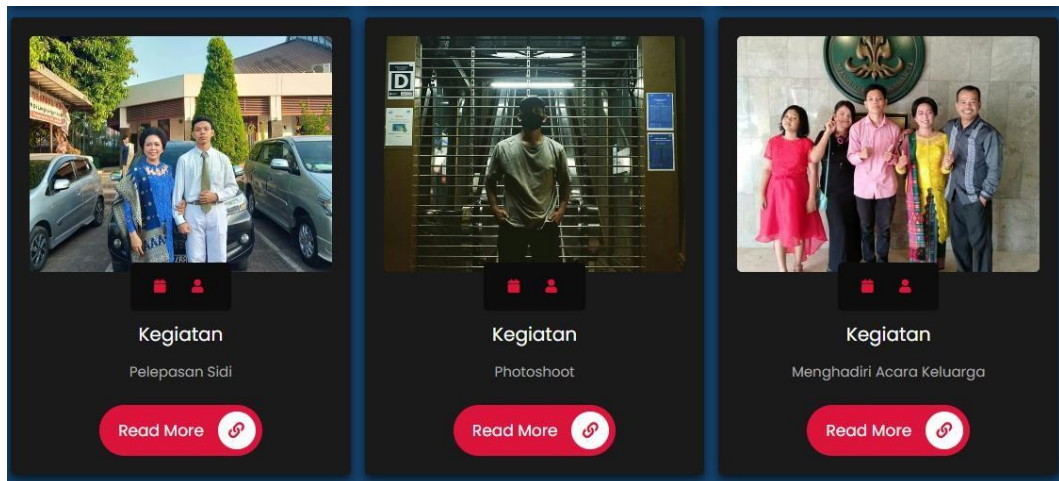 Kegiatan
Pelepasan Sidi
Read More
D
Kegiatan
Photoshoot
Read More
Kegiatan
Menghadiri Acara Keluarga
Read More